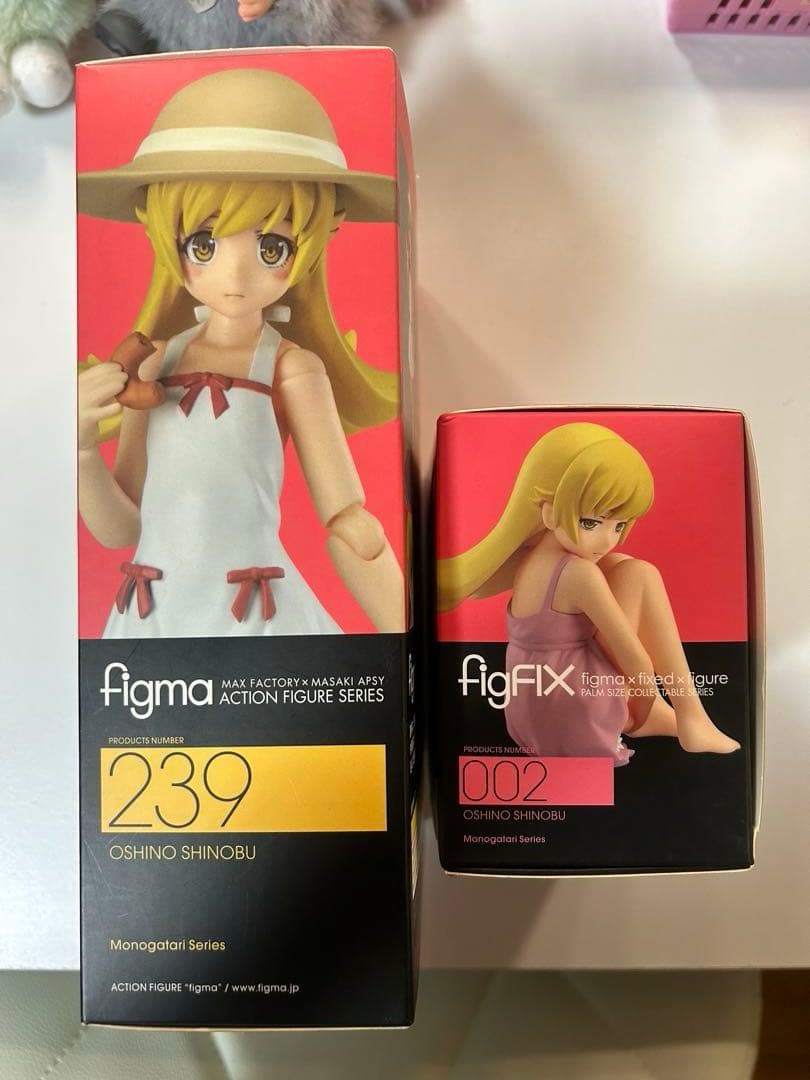 figma MAX FACTORY × MASAKI APSY
ACTION FIGURE SERIES
PRODUCTS NUMBER
239
OSHINO SHINOBU
Monogatari Series
ACTION FIGURE "figma" / www.figma.jp
figFIX figma × fixed × figure
PALM SIZE COLLECTABLE SERIES
PRODUCTS NUMBER
002
OSHINO SHINOBU
Monogatari Series